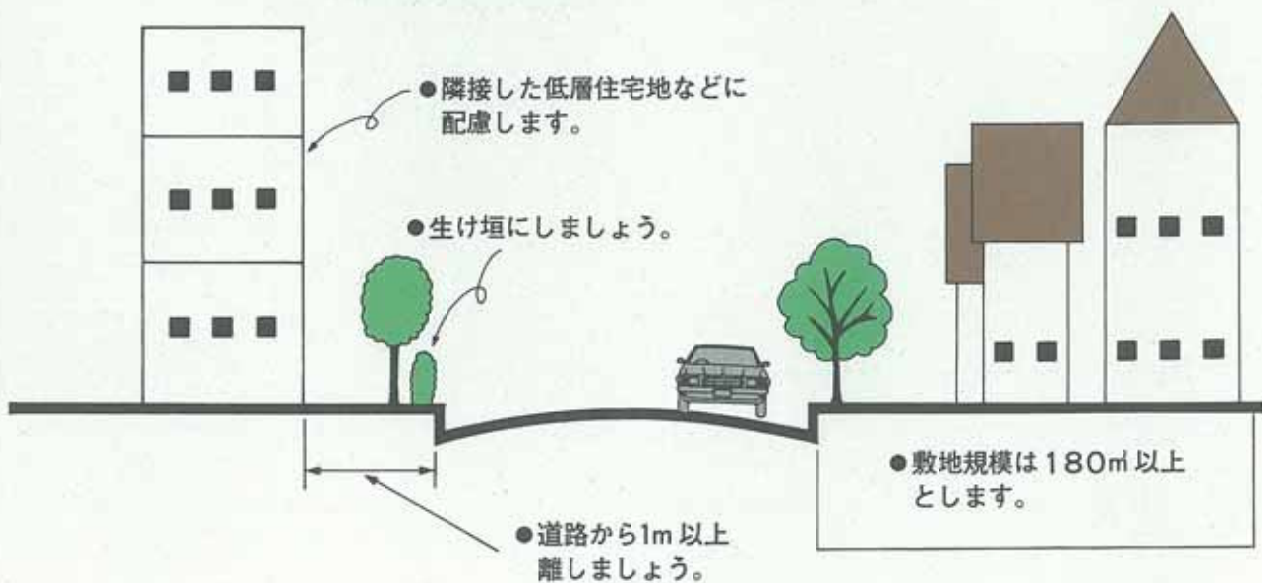 ●隣接した低層住宅地などに
配慮します。
●生け垣にしましょう。
●敷地規模は180㎡以上
とします。
●道路から1m以上
離しましょう。